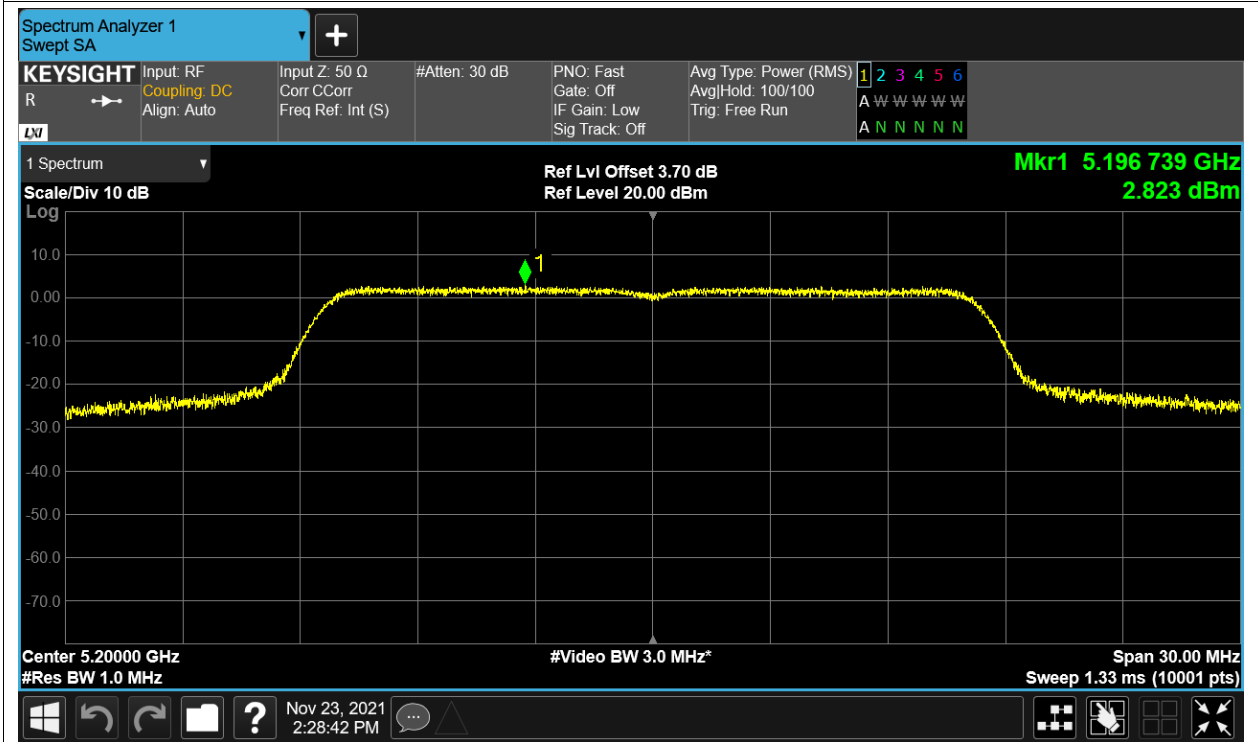 Spectrum Analyzer 1
Swept SA
KEYSIGHT Input: RF Input Z: 50 Ω #Atten: 30 dB PNO: Fast Avg Type: Power (RMS) 1 2 3 4 5 6
R Coupling: DC Corr CCorr Gate: Off Avg|Hold: 100/100 A W W W W W
Align: Auto Freq Ref: Int (S) IF Gain: Low Trig: Free Run
LXI Sig Track: Off A N N N N N
1 Spectrum Ref Lvl Offset 3.70 dB Mkr1 5.196 739 GHz
Scale/Div 10 dB Ref Level 20.00 dBm 2.823 dBm
Log
10.0
1
0.00
-10.0
-20.0
-30.0
-40.0
-50.0
-60.0
-70.0
Center 5.20000 GHz #Video BW 3.0 MHz* Span 30.00 MHz
#Res BW 1.0 MHz Sweep 1.33 ms (10001 pts)
? Nov 23, 2021
2:28:42 PM